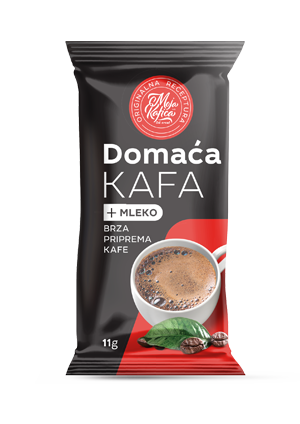 ORIGINALNA RECEPTURA
Moja
Kafica
Domaća
KAFA
+ MLEKO
BRZA
PRIPREMA
KAFE
11g